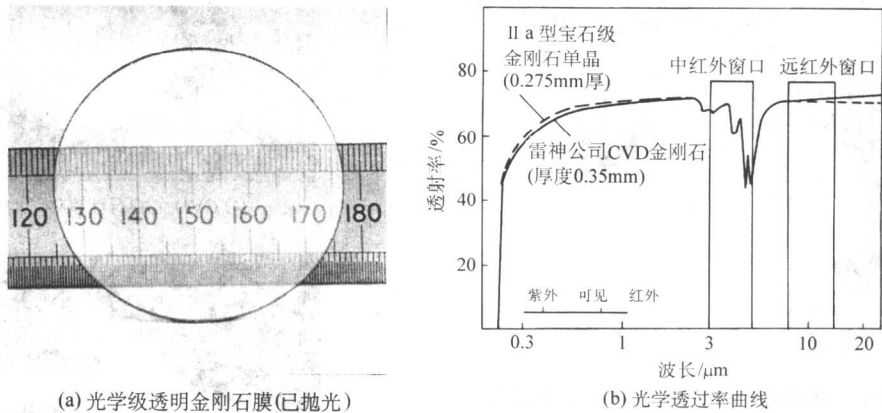 120 130 140 150 160 170 180
(a) 光学级透明金刚石膜(已抛光)
Ⅱa型宝石级
金刚石单晶
(0.275mm厚)
中红外窗口
远红外窗口
雷神公司CVD金刚石
(厚度0.35mm)
透射率/%
80
60
40
20
紫外 可见 红外
0.3 1 3 10 20
波长/μm
(b) 光学透过率曲线